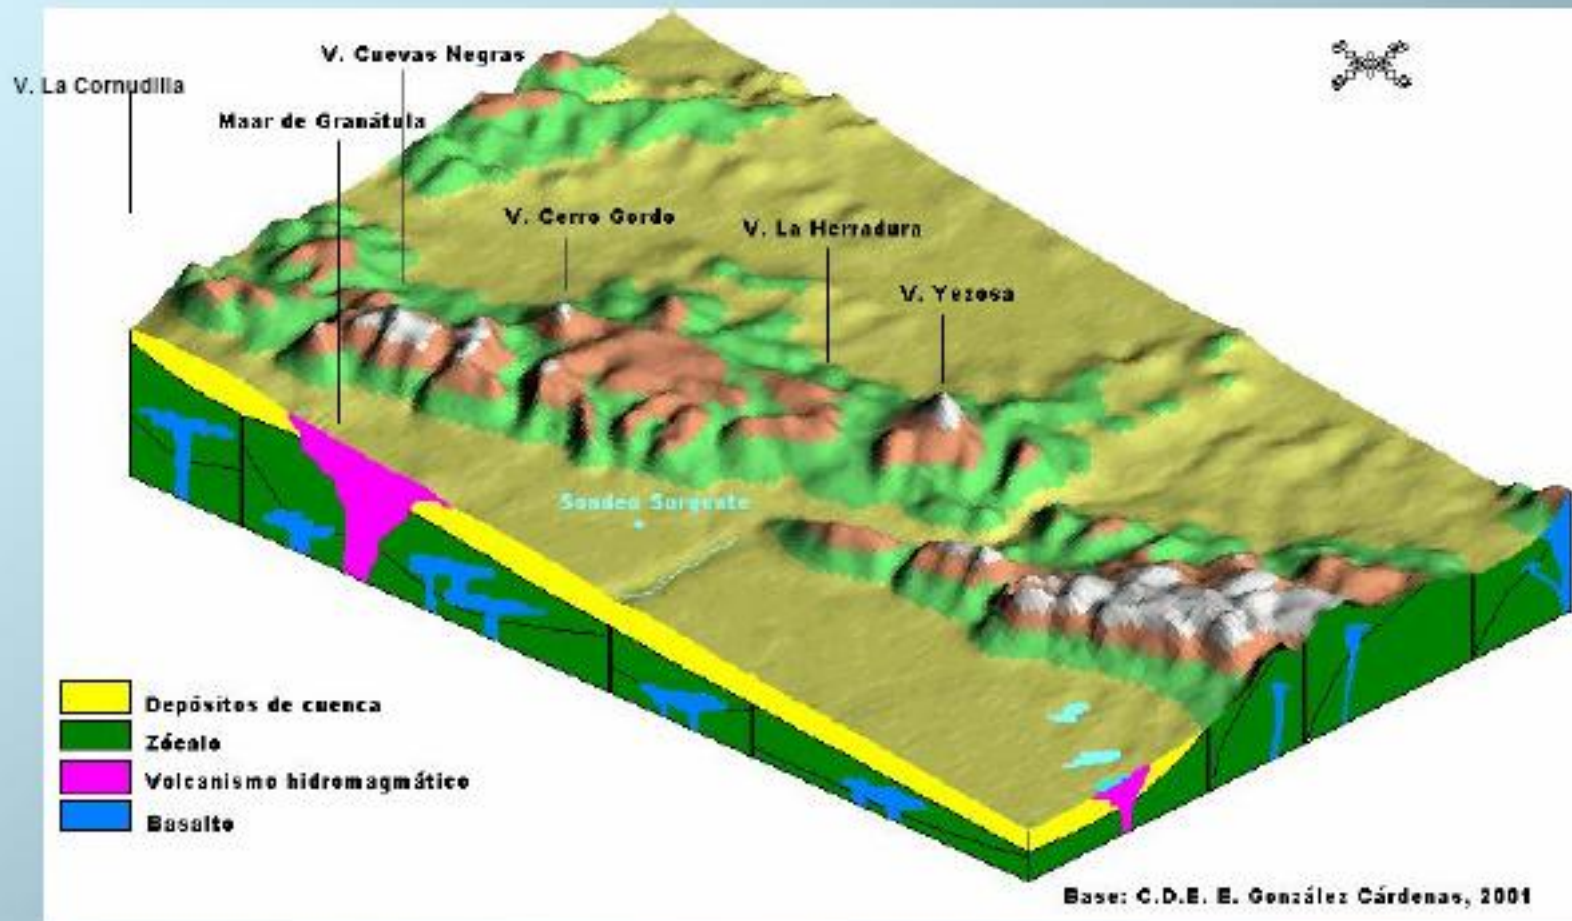 V. Cuevas Negras
V. La Cornudilla
Maar de Granátula
V. Cerro Gordo
V. La Herradura
V. Yezosa
Sondeo Surgente
Depósitos de cuenca
Zócalo
Volcanismo hidromagmático
Basalto
Base: C.D.E. E. González Cárdenas, 2001